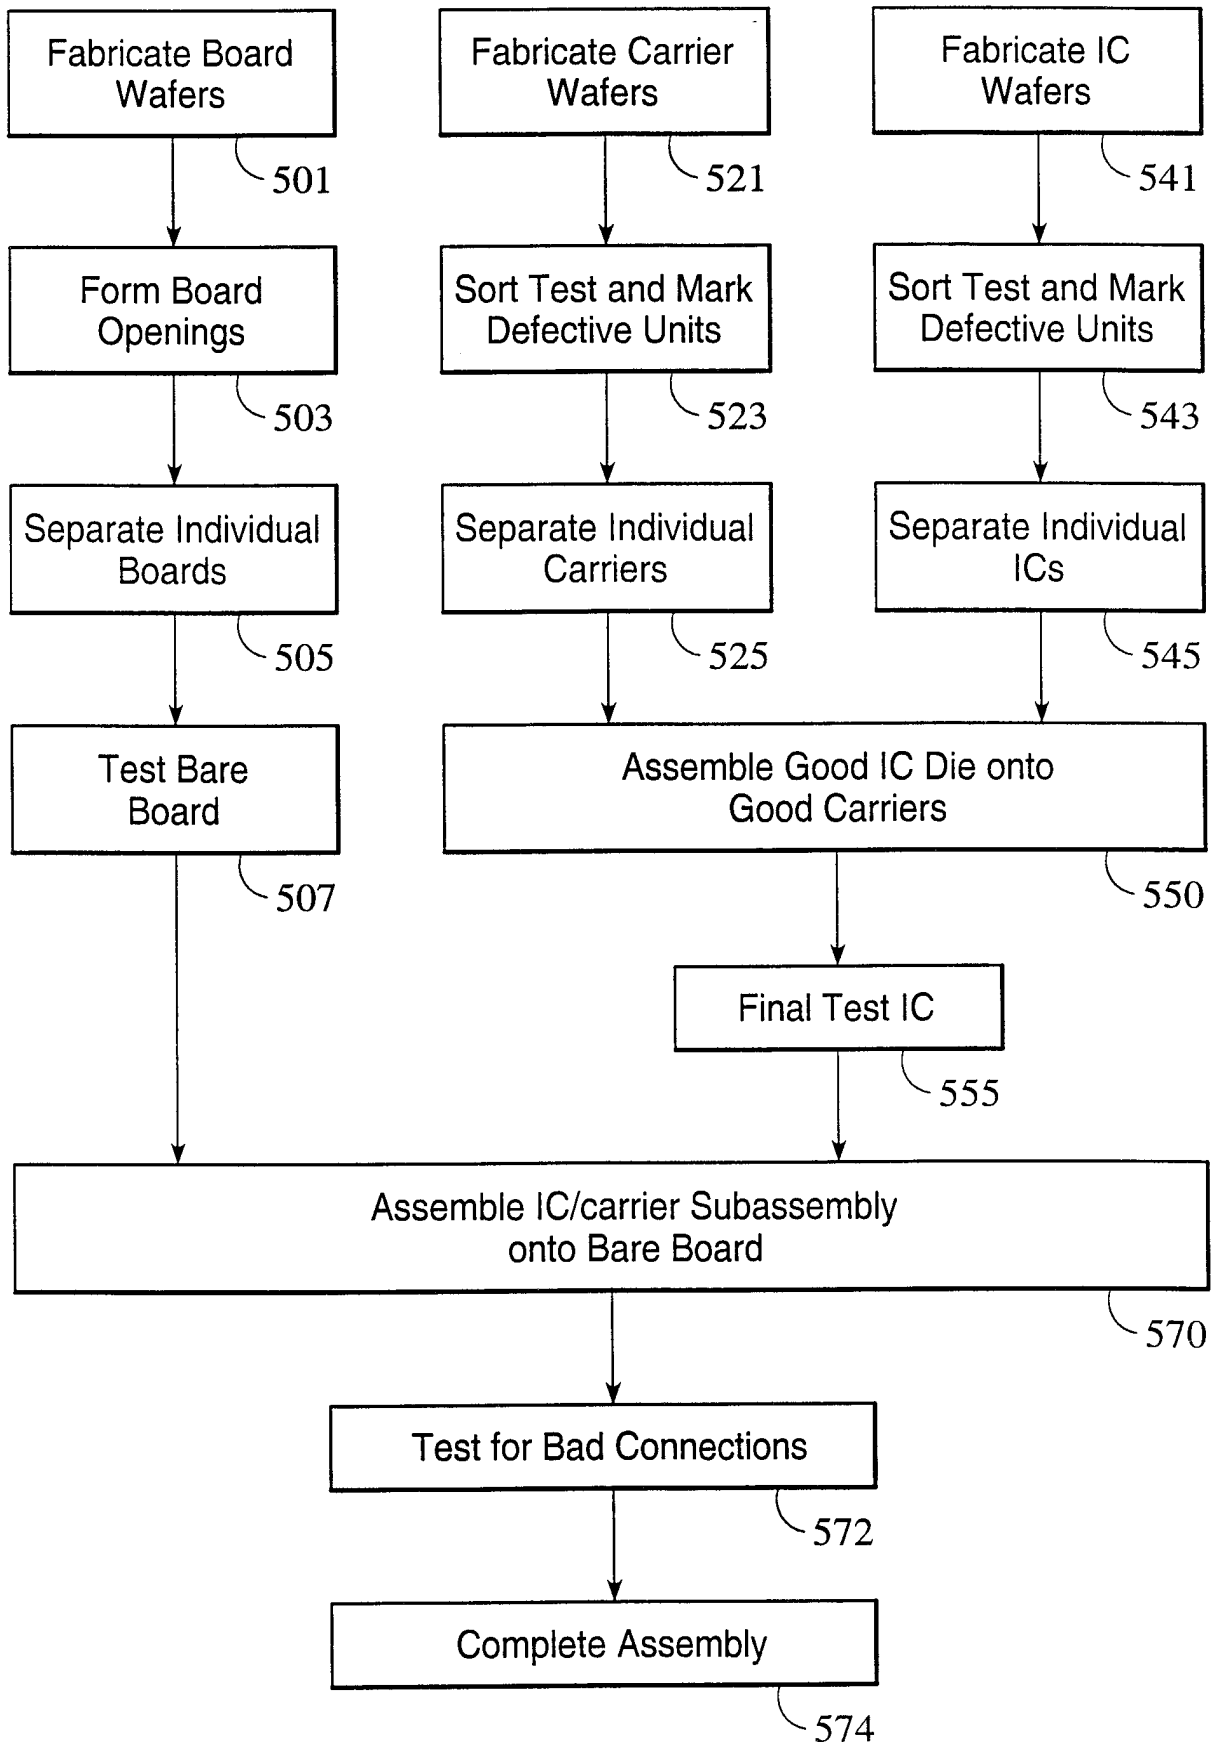 Fabricate Board
Wafers
501
Fabricate Carrier
Wafers
521
Fabricate IC
Wafers
541
Form Board
Openings
503
Sort Test and Mark
Defective Units
523
Sort Test and Mark
Defective Units
543
Separate Individual
Boards
505
Separate Individual
Carriers
525
Separate Individual
ICs
545
Test Bare
Board
507
Assemble Good IC Die onto
Good Carriers
550
Final Test IC
555
Assemble IC/carrier Subassembly
onto Bare Board
570
Test for Bad Connections
572
Complete Assembly
574